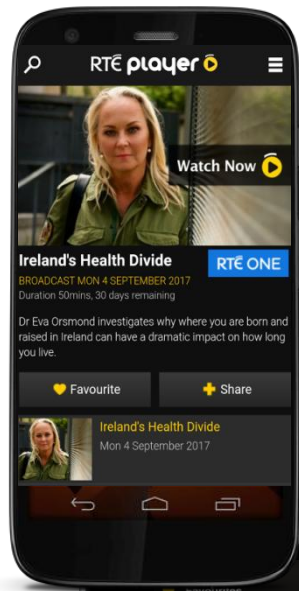 RTÉ player
Watch Now
Ireland's Health Divide
RTÉ ONE
BROADCAST MON 4 SEPTEMBER 2017
Duration 50mins, 30 days remaining
Dr Eva Orsmond investigates why where you are born and
raised in Ireland can have a dramatic impact on how long
you live.
Favourite
Share
Ireland's Health Divide
Mon 4 September 2017